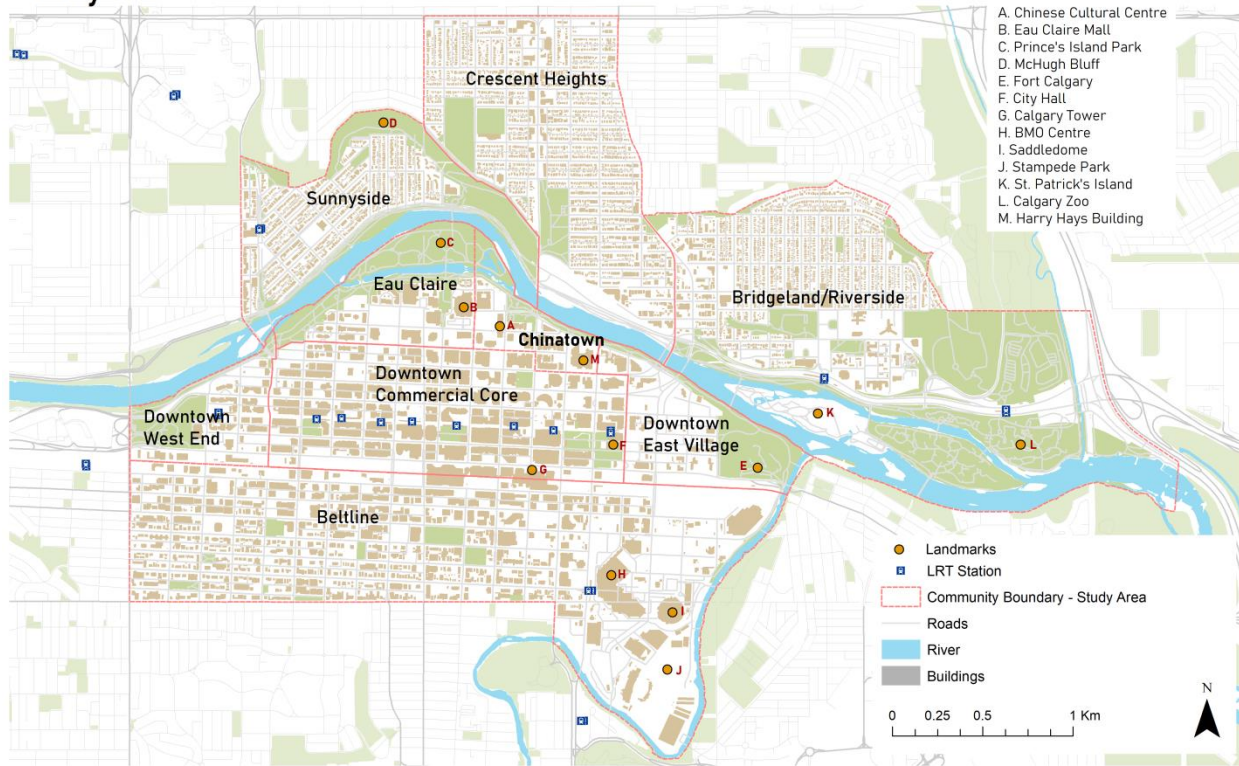 A. Chinese Cultural Centre
B. Eau Claire Mall
C. Prince's Island Park
D. McHugh Bluff
E. Fort Calgary
F. City Hall
G. Calgary Tower
H. BMO Centre
I. Saddledome
J. Stampede Park
K. St. Patrick's Island
L. Calgary Zoo
M. Harry Hays Building
Crescent Heights
D
Sunnyside
C
Eau Claire
B
A
Chinatown
M
Bridgeland/Riverside
Downtown
Commercial Core
Downtown
West End
Downtown
East Village
K
F
L
E
G
Beltline
H
I
J
Landmarks
LRT Station
Community Boundary - Study Area
Roads
River
Buildings
0 0.25 0.5 1 Km
N